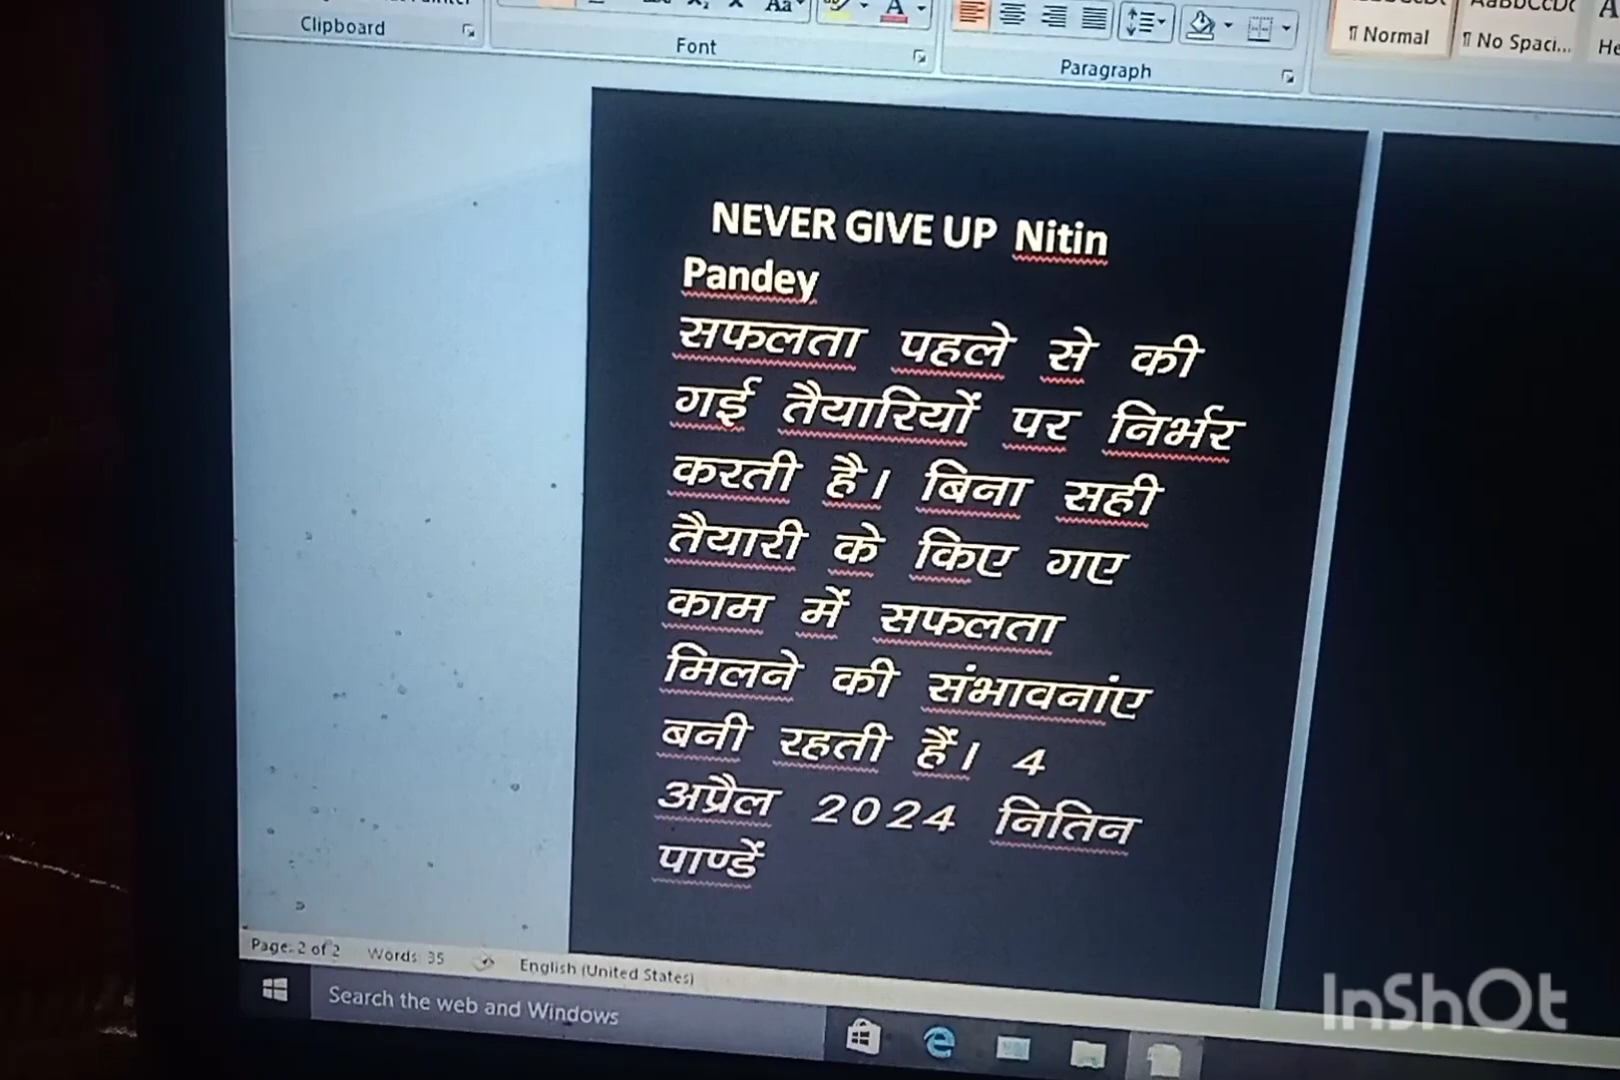 Clipboard
Font
Paragraph
Aa
A
¶ Normal
¶ No Spaci...
He
NEVER GIVE UP Nitin
Pandey
सफलता पहले से की
गई तैयारियों पर निर्भर
करती है। बिना सही
तैयारी के किए गए
काम में सफलता
मिलने की संभावनांए
बनी रहती हैं। 4
अप्रैल 2024 नितिन
पाण्डें
Page: 2 of 2
Words: 35
English (United States)
Search the web and Windows
InShOt